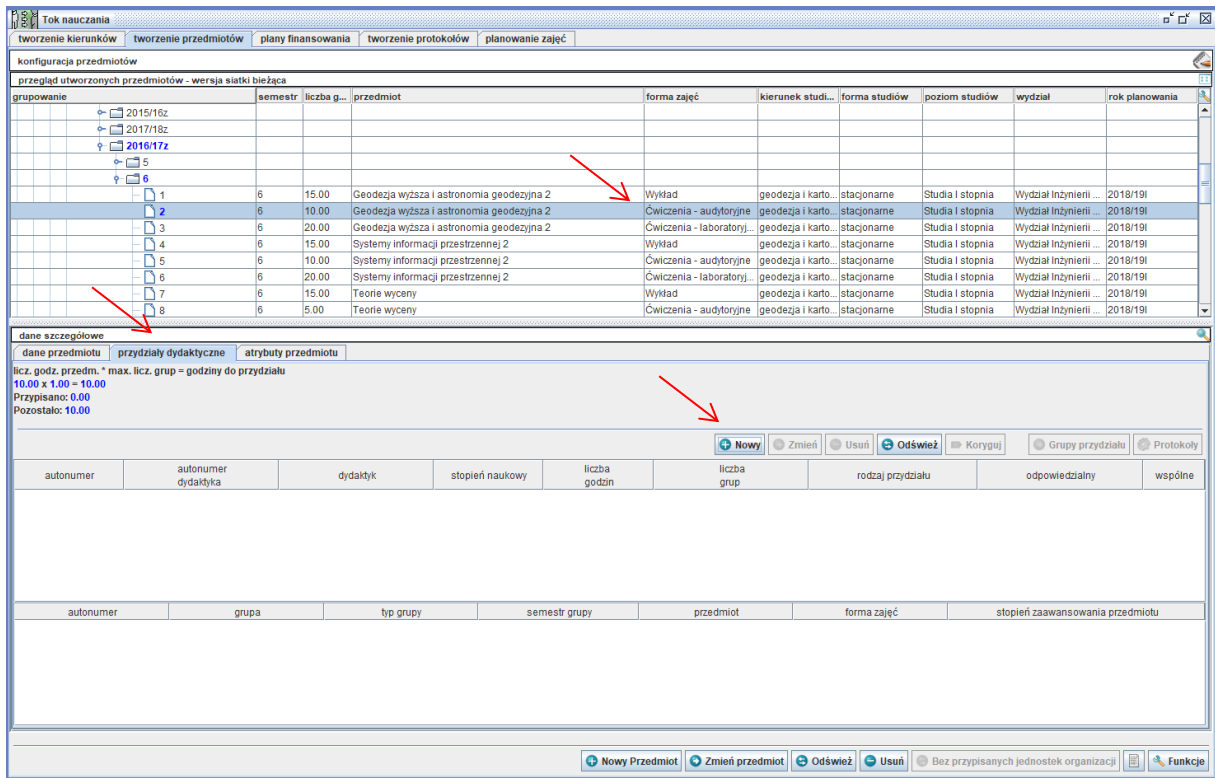 Tok nauczania
tworzenie kierunków tworzenie przedmiotów plany finansowania tworzenie protokołów planowanie zajęć
konfiguracja przedmiotów
przegląd utworzonych przedmiotów - wersja siatki bieżąca
grupowanie semestr liczba g... przedmiot forma zajęć kierunek studi... forma studiów poziom studiów wydział rok planowania
2015/16z
2017/18z
2016/17z
5
6
1 6 15.00 Geodezja wyższa i astronomia geodezyjna 2 Wykład geodezja i karto... stacjonarne Studia I stopnia Wydział Inżynierii ... 2018/19l
2 6 10.00 Geodezja wyższa i astronomia geodezyjna 2 Ćwiczenia - audytoryjne geodezja i karto... stacjonarne Studia I stopnia Wydział Inżynierii ... 2018/19l
3 6 20.00 Geodezja wyższa i astronomia geodezyjna 2 Ćwiczenia - laboratoryj... geodezja i karto... stacjonarne Studia I stopnia Wydział Inżynierii ... 2018/19l
4 6 15.00 Systemy informacji przestrzennej 2 Wykład geodezja i karto... stacjonarne Studia I stopnia Wydział Inżynierii ... 2018/19l
5 6 10.00 Systemy informacji przestrzennej 2 Ćwiczenia - audytoryjne geodezja i karto... stacjonarne Studia I stopnia Wydział Inżynierii ... 2018/19l
6 6 20.00 Systemy informacji przestrzennej 2 Ćwiczenia - laboratoryj... geodezja i karto... stacjonarne Studia I stopnia Wydział Inżynierii ... 2018/19l
7 6 15.00 Teorie wyceny Wykład geodezja i karto... stacjonarne Studia I stopnia Wydział Inżynierii ... 2018/19l
8 6 5.00 Teorie wyceny Ćwiczenia - audytoryjne geodezja i karto... stacjonarne Studia I stopnia Wydział Inżynierii ... 2018/19l
dane szczegółowe
dane przedmiotu przydziały dydaktyczne atrybuty przedmiotu
licz. godz. przedm. * max. licz. grup = godziny do przydziału
10.00 x 1.00 = 10.00
Przypisano: 0.00
Pozostało: 10.00
Nowy Zmień Usuń Odśwież Koryguj Grupy przydziału Protokoły
autonumer autonumer dydaktyka dydaktyk stopień naukowy liczba godzin liczba grup rodzaj przydziału odpowiedzialny wspólne
autonumer grupa typ grupy semestr grupy przedmiot forma zajęć stopień zaawansowania przedmiotu
Nowy Przedmiot Zmień przedmiot Odśwież Usuń Bez przypisanych jednostek organizacji Funkcje